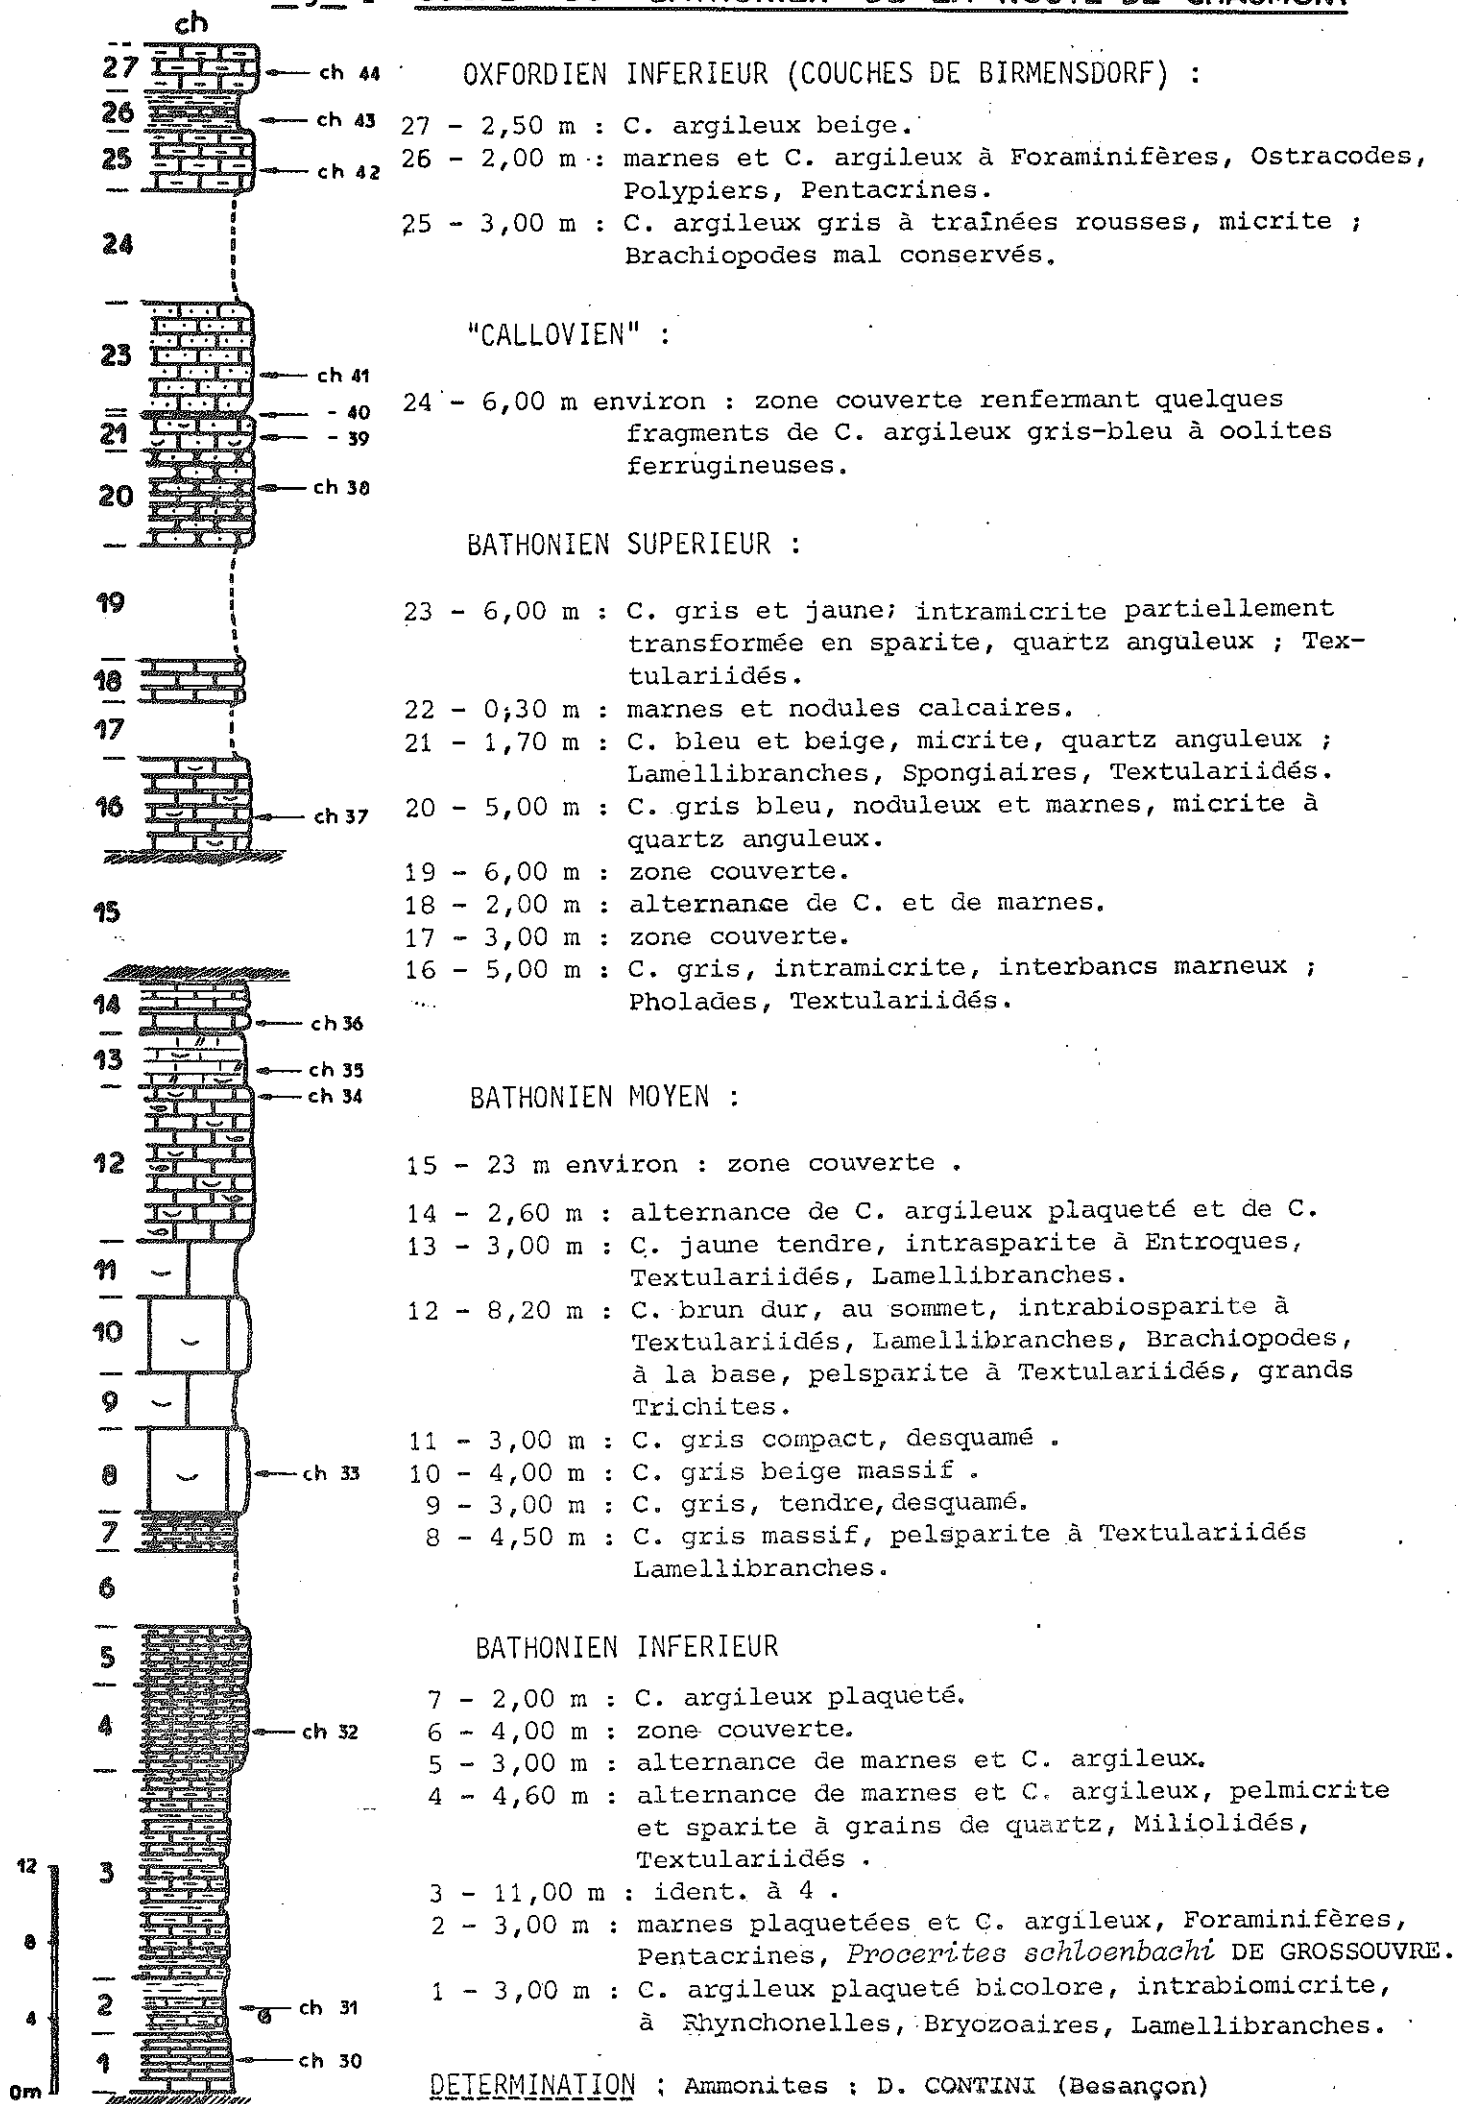 BATHONIEN DE LA ROUTE DE CHAUMONT
ch
27
ch 44
26
ch 43
25
ch 42
24
23
ch 41
- 40
21
- 39
20
ch 38
19
18
17
16
ch 37
15
14
ch 36
13
ch 35
ch 34
12
11
10
9
8
ch 33
7
6
5
4
ch 32
3
2
ch 31
1
ch 30
12
8
4
0m
OXFORDIEN INFERIEUR (COUCHES DE BIRMENSDORF) :
27 - 2,50 m : C. argileux beige.
26 - 2,00 m : marnes et C. argileux à Foraminifères, Ostracodes,
Polypiers, Pentacrines.
25 - 3,00 m : C. argileux gris à traînées rousses, micrite ;
Brachiopodes mal conservés.
"CALLOVIEN" :
24 - 6,00 m environ : zone couverte renfermant quelques
fragments de C. argileux gris-bleu à oolites
ferrugineuses.
BATHONIEN SUPERIEUR :
23 - 6,00 m : C. gris et jaune; intramicrite partiellement
transformée en sparite, quartz anguleux ; Tex-
tulariidés.
22 - 0;30 m : marnes et nodules calcaires.
21 - 1,70 m : C. bleu et beige, micrite, quartz anguleux ;
Lamellibranches, Spongiaires, Textulariidés.
20 - 5,00 m : C. gris bleu, noduleux et marnes, micrite à
quartz anguleux.
19 - 6,00 m : zone couverte.
18 - 2,00 m : alternance de C. et de marnes.
17 - 3,00 m : zone couverte.
16 - 5,00 m : C. gris, intramicrite, interbancs marneux ;
Pholades, Textulariidés.
BATHONIEN MOYEN :
15 - 23 m environ : zone couverte .
14 - 2,60 m : alternance de C. argileux plaqueté et de C.
13 - 3,00 m : C. jaune tendre, intrasparite à Entroques,
Textulariidés, Lamellibranches.
12 - 8,20 m : C. brun dur, au sommet, intrabiosparite à
Textulariidés, Lamellibranches, Brachiopodes,
à la base, pelsparite à Textulariidés, grands
Trichites.
11 - 3,00 m : C. gris compact, desquamé .
10 - 4,00 m : C. gris beige massif .
9 - 3,00 m : C. gris, tendre, desquamé.
8 - 4,50 m : C. gris massif, pelsparite à Textulariidés
Lamellibranches.
BATHONIEN INFERIEUR
7 - 2,00 m : C. argileux plaqueté.
6 - 4,00 m : zone couverte.
5 - 3,00 m : alternance de marnes et C. argileux.
4 - 4,60 m : alternance de marnes et C. argileux, pelmicrite
et sparite à grains de quartz, Miliolidés,
Textulariidés .
3 - 11,00 m : ident. à 4 .
2 - 3,00 m : marnes plaquetées et C. argileux, Foraminifères,
Pentacrines, Procerites schloenbachi DE GROSSOUVRE.
1 - 3,00 m : C. argileux plaqueté bicolore, intrabiomicrite,
à Rhynchonelles, Bryozoaires, Lamellibranches.
DETERMINATION : Ammonites : D. CONTINI (Besançon)